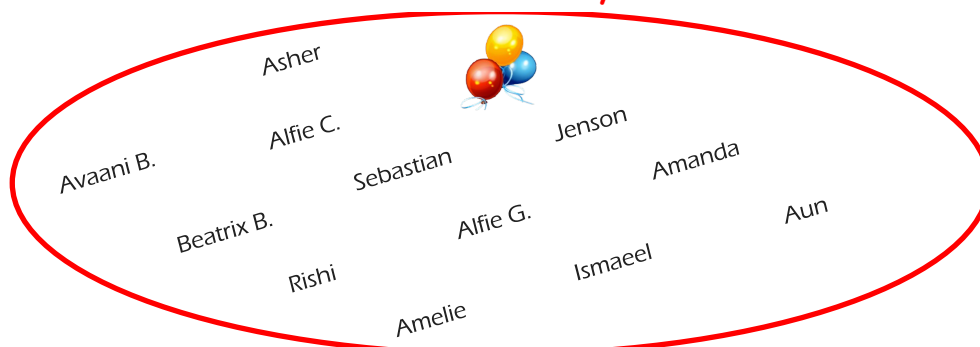 Asher
Alfie C.
Jenson
Avaani B.
Sebastian
Amanda
Beatrix B.
Alfie G.
Aun
Rishi
Ismaeel
Amelie